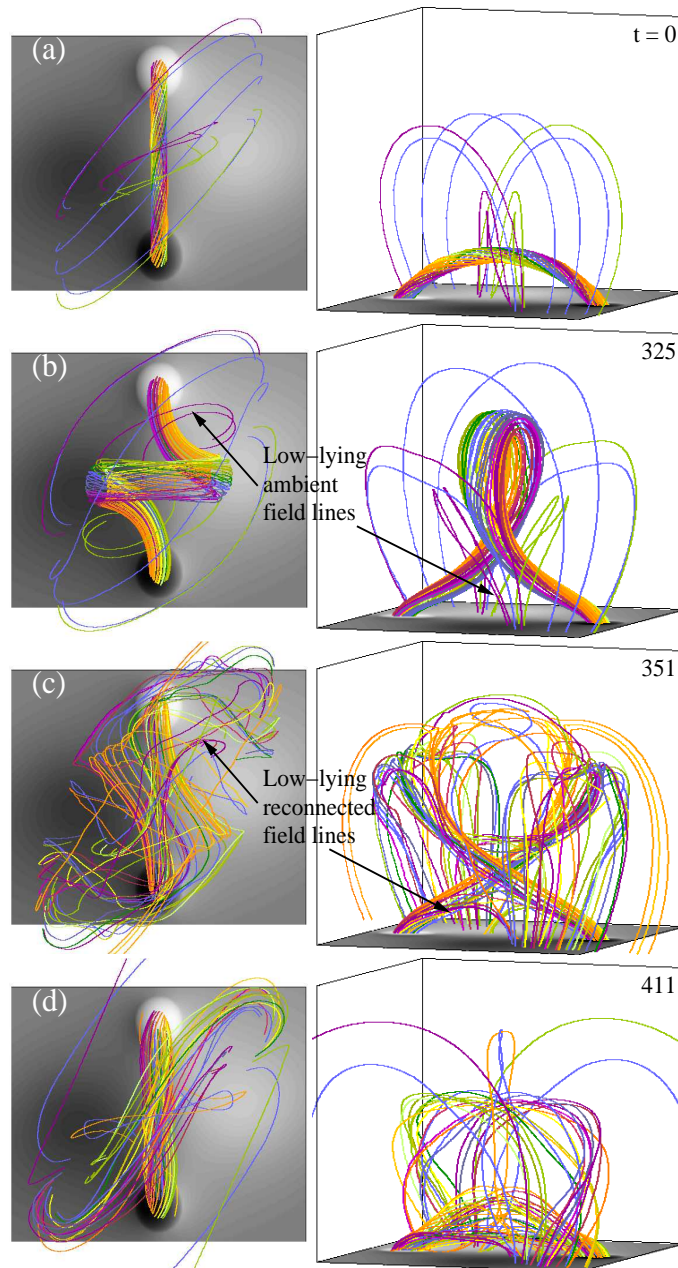 (a)
t = 0
(b)
325
Low–lying
ambient
field lines
(c)
351
Low–lying
reconnected
field lines
(d)
411